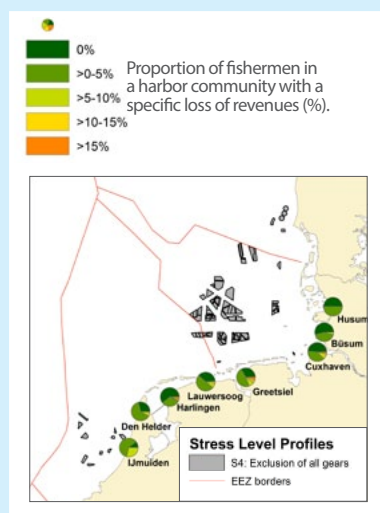 0%
>0-5%
>5-10%
>10-15%
>15%
Proportion of fishermen in
a harbor community with a
specific loss of revenues (%).
Husum
Büsum
Cuxhaven
Greetsiel
Lauwersoog
Harlingen
Den Helder
IJmuiden
Stress Level Profiles
S4: Exclusion of all gears
EEZ borders